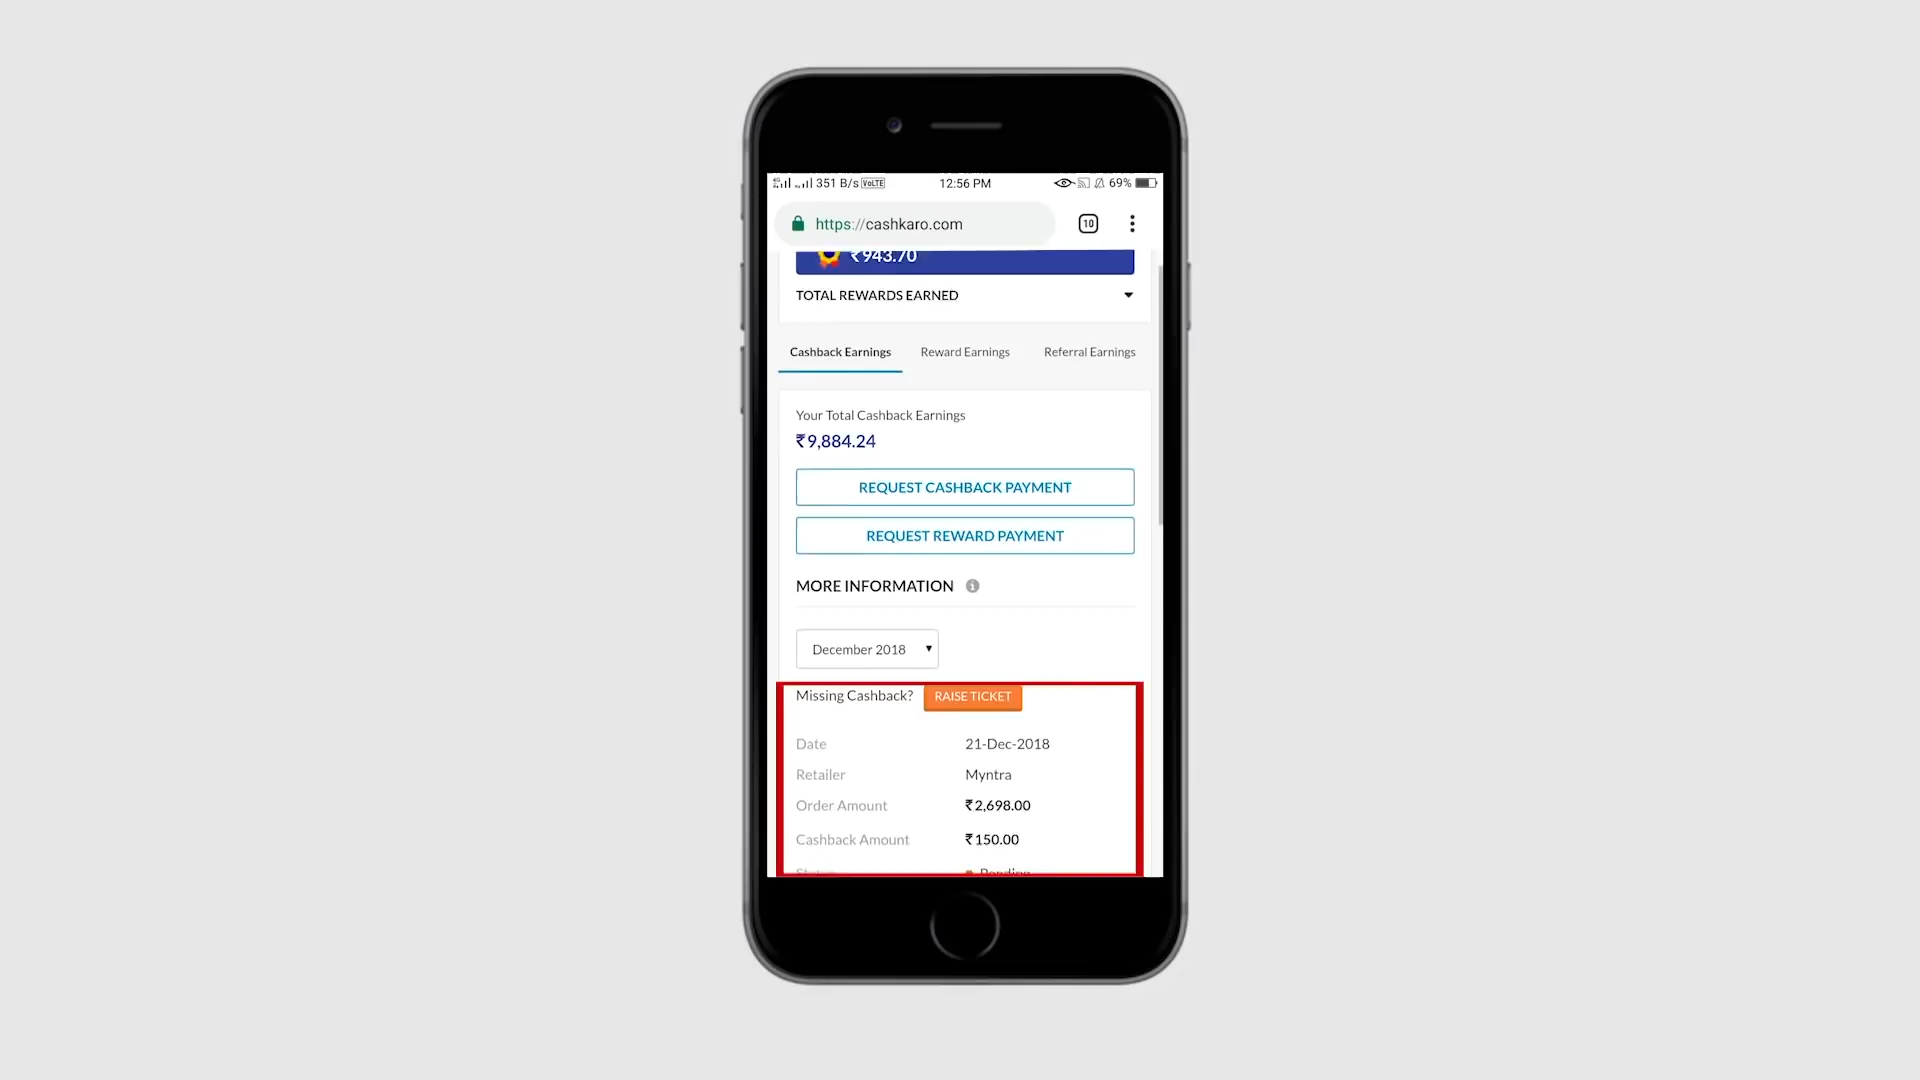 351 B/s VoLTE 12:56 PM 69%
https://cashkaro.com 10
₹943.70
TOTAL REWARDS EARNED
Cashback Earnings Reward Earnings Referral Earnings
Your Total Cashback Earnings
₹9,884.24
REQUEST CASHBACK PAYMENT
REQUEST REWARD PAYMENT
MORE INFORMATION
December 2018
Missing Cashback? RAISE TICKET
Date 21-Dec-2018
Retailer Myntra
Order Amount ₹2,698.00
Cashback Amount ₹150.00
Status Pending